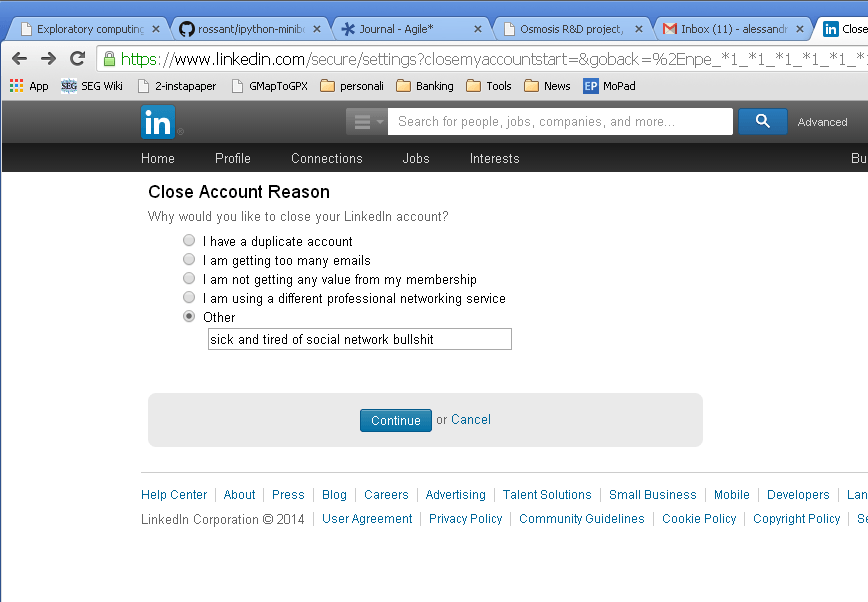 Exploratory computing
rossant/ipython-minib
Journal - Agile*
Osmosis R&D project,
Inbox (11) - alessandr
Close
https://www.linkedin.com/secure/settings?closemyaccountstart=&goback=%2Enpe_*1_*1_*1_*1_*1_*1
App
SEG SEG Wiki
2-instapaper
GMapToGPX
personali
Banking
Tools
News
EP MoPad
in
Search for people, jobs, companies, and more...
Advanced
Home
Profile
Connections
Jobs
Interests
Bu
Close Account Reason
Why would you like to close your LinkedIn account?
I have a duplicate account
I am getting too many emails
I am not getting any value from my membership
I am using a different professional networking service
Other
sick and tired of social network bullshit
Continue or Cancel
Help Center
About
Press
Blog
Careers
Advertising
Talent Solutions
Small Business
Mobile
Developers
Lan
LinkedIn Corporation © 2014
User Agreement
Privacy Policy
Community Guidelines
Cookie Policy
Copyright Policy
Se